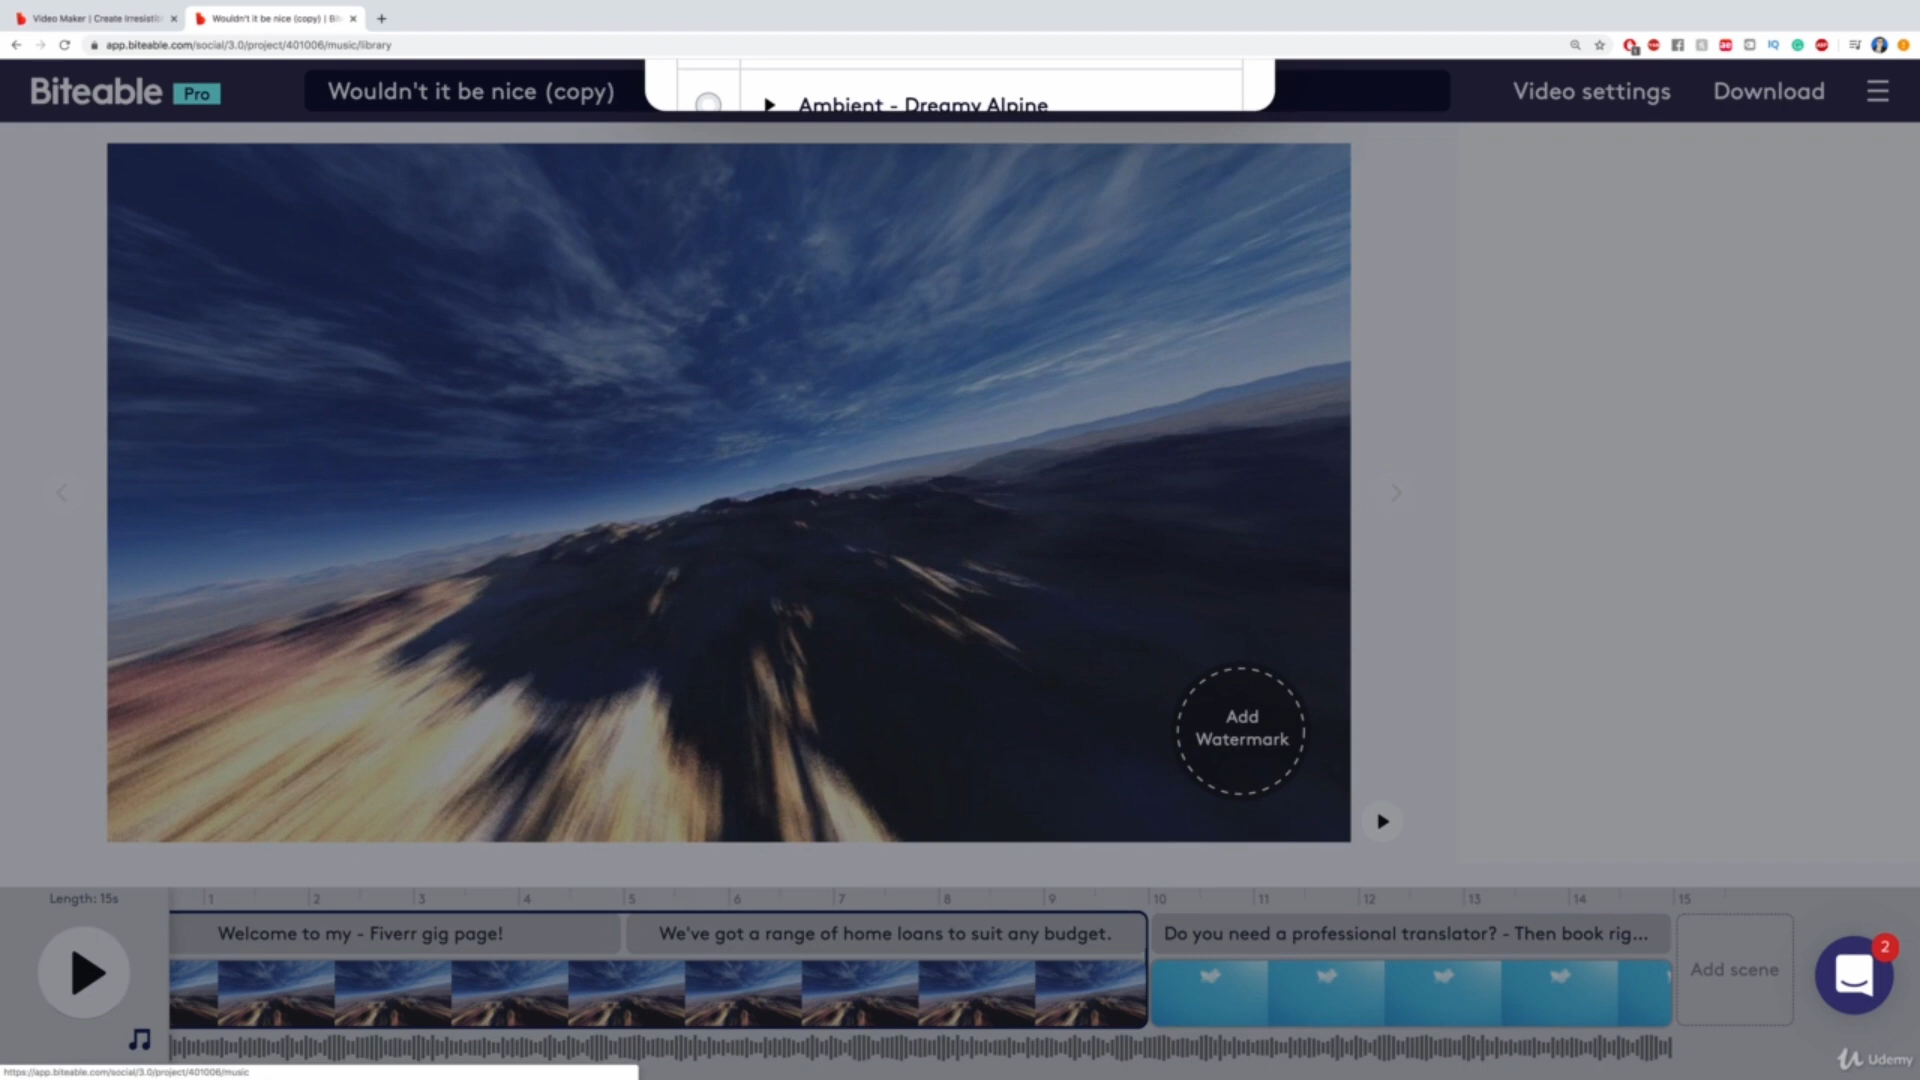 Video Maker | Create Irresistib
Wouldn't it be nice (copy) | Bit
app.biteable.com/social/3.0/project/401006/music/library
Biteable Pro
Wouldn't it be nice (copy)
Ambient - Dreamy Alpine
Video settings
Download
Add
Watermark
Length: 15s
1 2 3 4 5 6 7 8 9 10 11 12 13 14 15
Welcome to my - Fiverr gig page!
We've got a range of home loans to suit any budget.
Do you need a professional translator? - Then book rig...
Add scene
2
https://app.biteable.com/social/3.0/project/401006/music
Udemy